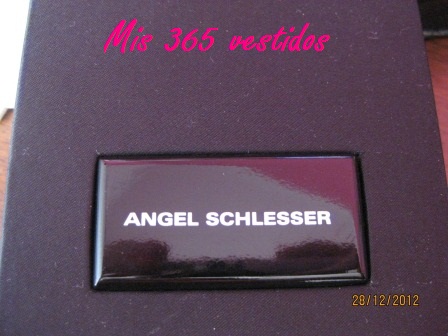 Mis 365 vestidos
ANGEL SCHLESSER
28/12/2012